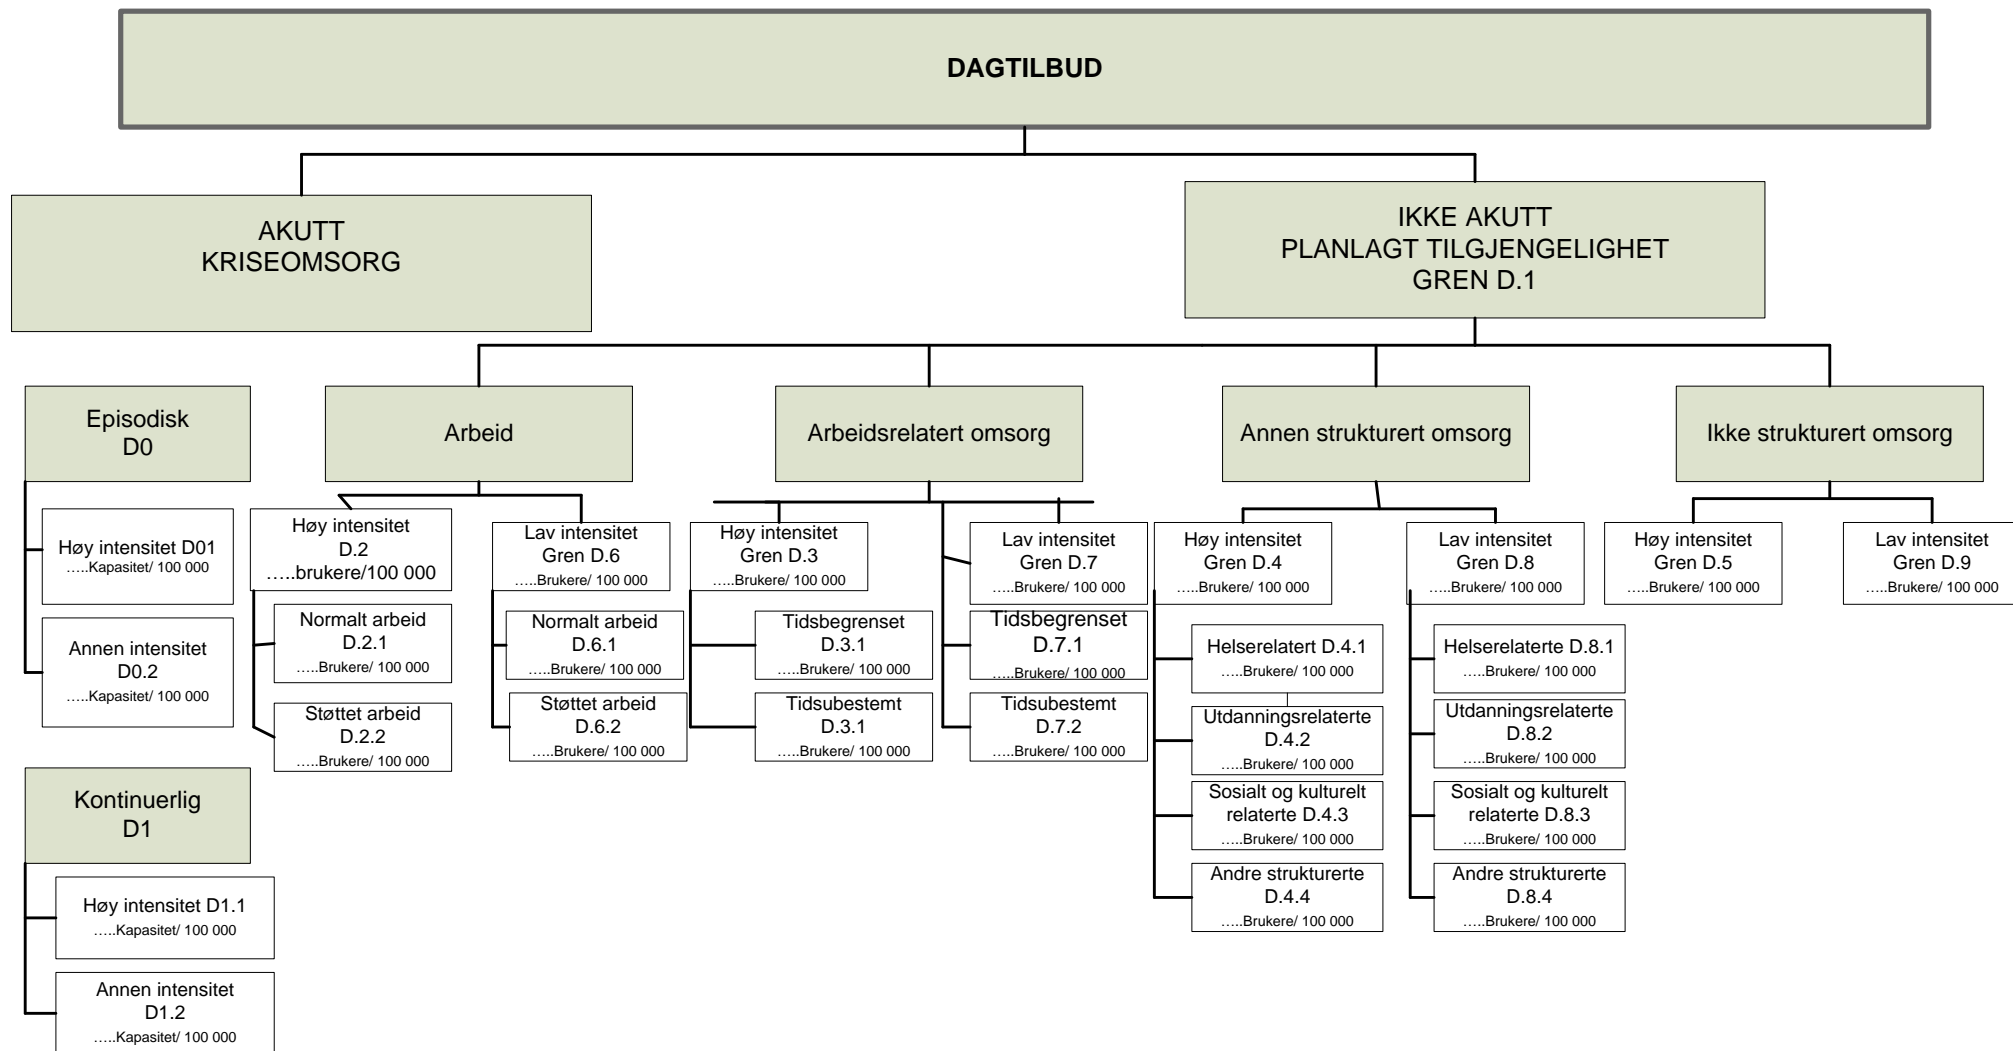 DAGTILBUD
AKUTT
KRISEOMSORG
IKKE AKUTT
PLANLAGT TILGJENGELIGHET
GREN D.1
Episodisk
D0
Høy intensitet D01
…..Kapasitet/ 100 000
Annen intensitet
D0.2
…..Kapasitet/ 100 000
Kontinuerlig
D1
Høy intensitet D1.1
…..Kapasitet/ 100 000
Annen intensitet
D1.2
…..Kapasitet/ 100 000
Arbeid
Høy intensitet
D.2
…..brukere/100 000
Normalt arbeid
D.2.1
…..Brukere/ 100 000
Støttet arbeid
D.2.2
…..Brukere/ 100 000
Lav intensitet
Gren D.6
…..Brukere/ 100 000
Normalt arbeid
D.6.1
…..Brukere/ 100 000
Støttet arbeid
D.6.2
…..Brukere/ 100 000
Arbeidsrelatert omsorg
Høy intensitet
Gren D.3
…..Brukere/ 100 000
Tidsbegrenset
D.3.1
…..Brukere/ 100 000
Tidsubestemt
D.3.1
…..Brukere/ 100 000
Lav intensitet
Gren D.7
…..Brukere/ 100 000
Tidsbegrenset
D.7.1
…..Brukere/ 100 000
Tidsubestemt
D.7.2
…..Brukere/ 100 000
Annen strukturert omsorg
Høy intensitet
Gren D.4
…..Brukere/ 100 000
Helserelatert D.4.1
…..Brukere/ 100 000
Utdanningsrelaterte
D.4.2
…..Brukere/ 100 000
Sosialt og kulturelt
relaterte D.4.3
…..Brukere/ 100 000
Andre strukturerte
D.4.4
…..Brukere/ 100 000
Lav intensitet
Gren D.8
…..Brukere/ 100 000
Helserelaterte D.8.1
…..Brukere/ 100 000
Utdanningsrelaterte
D.8.2
…..Brukere/ 100 000
Sosialt og kulturelt
relaterte D.8.3
…..Brukere/ 100 000
Andre strukturerte
D.8.4
…..Brukere/ 100 000
Ikke strukturert omsorg
Høy intensitet
Gren D.5
…..Brukere/ 100 000
Lav intensitet
Gren D.9
…..Brukere/ 100 000